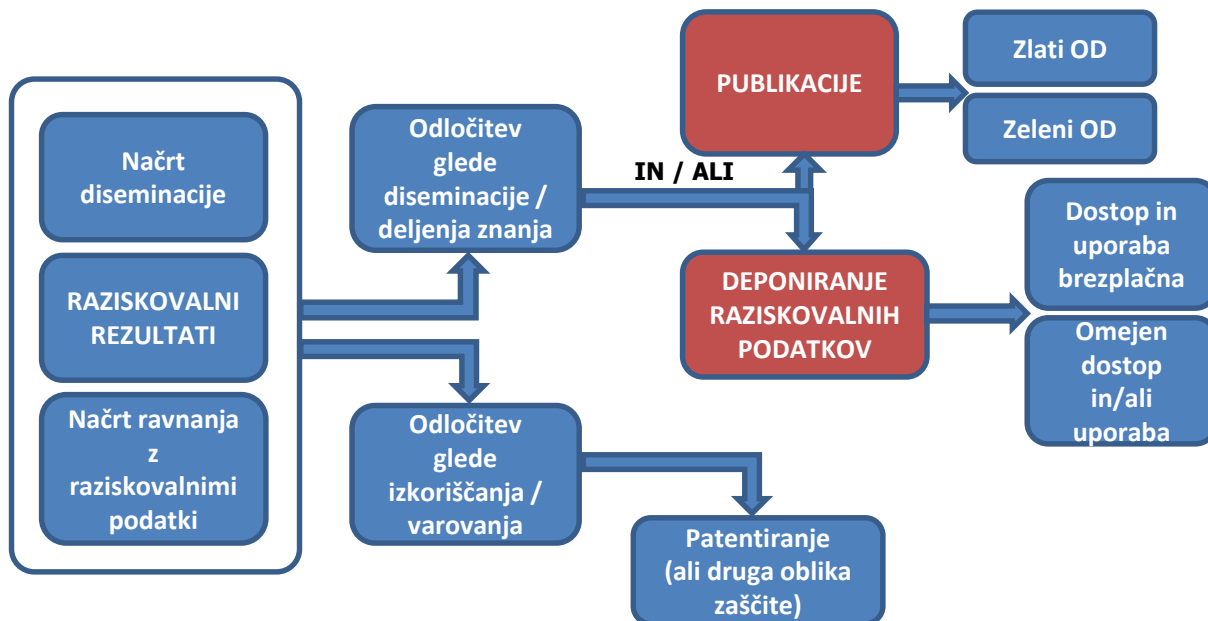 Načrt
diseminacije
RAZISKOVALNI
REZULTATI
Načrt ravnanja
z
raziskovalnimi
podatki
Odločitev
glede
diseminacije /
deljenja znanja
Odločitev
glede
izkoriščanja /
varovanja
IN / ALI
PUBLIKACIJE
DEPONIRANJE
RAZISKOVALNIH
PODATKOV
Patentiranje
(ali druga oblika
zaščite)
Zlati OD
Zeleni OD
Dostop in
uporaba
brezplačna
Omejen
dostop
in/ali
uporaba